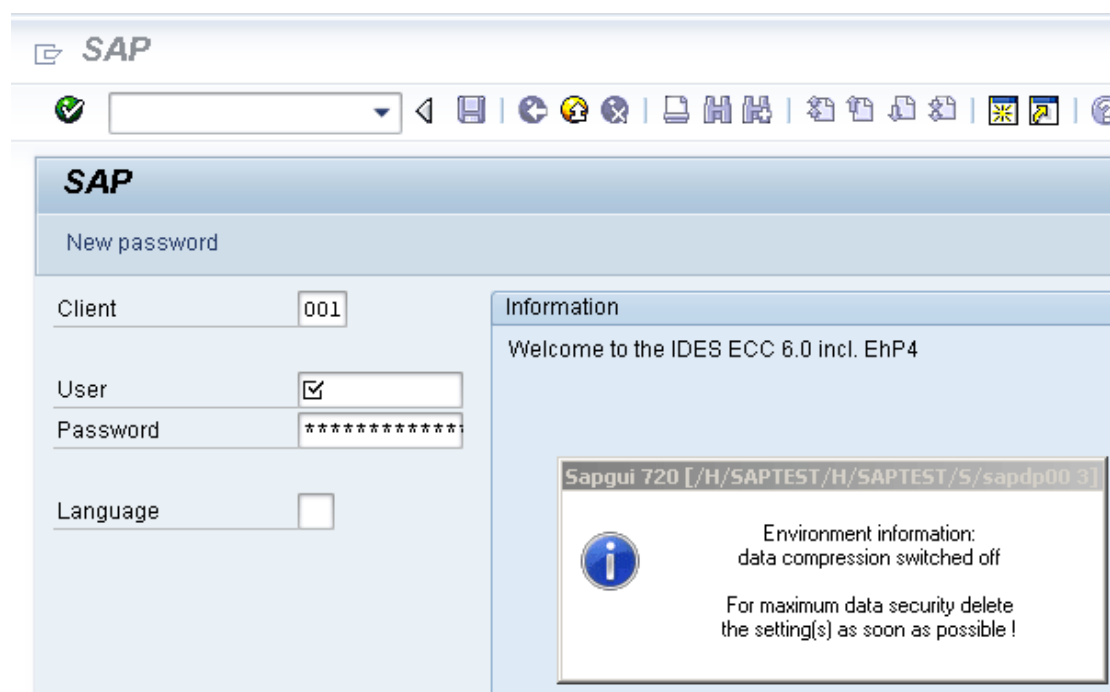 SAP
SAP
New password
Client 001
User
Password *************
Language
Information
Welcome to the IDES ECC 6.0 incl. EhP4
Sapgui 720 [/H/SAPTEST/H/SAPTEST/S/sapdp00 3]
Environment information:
data compression switched off
For maximum data security delete
the setting(s) as soon as possible !